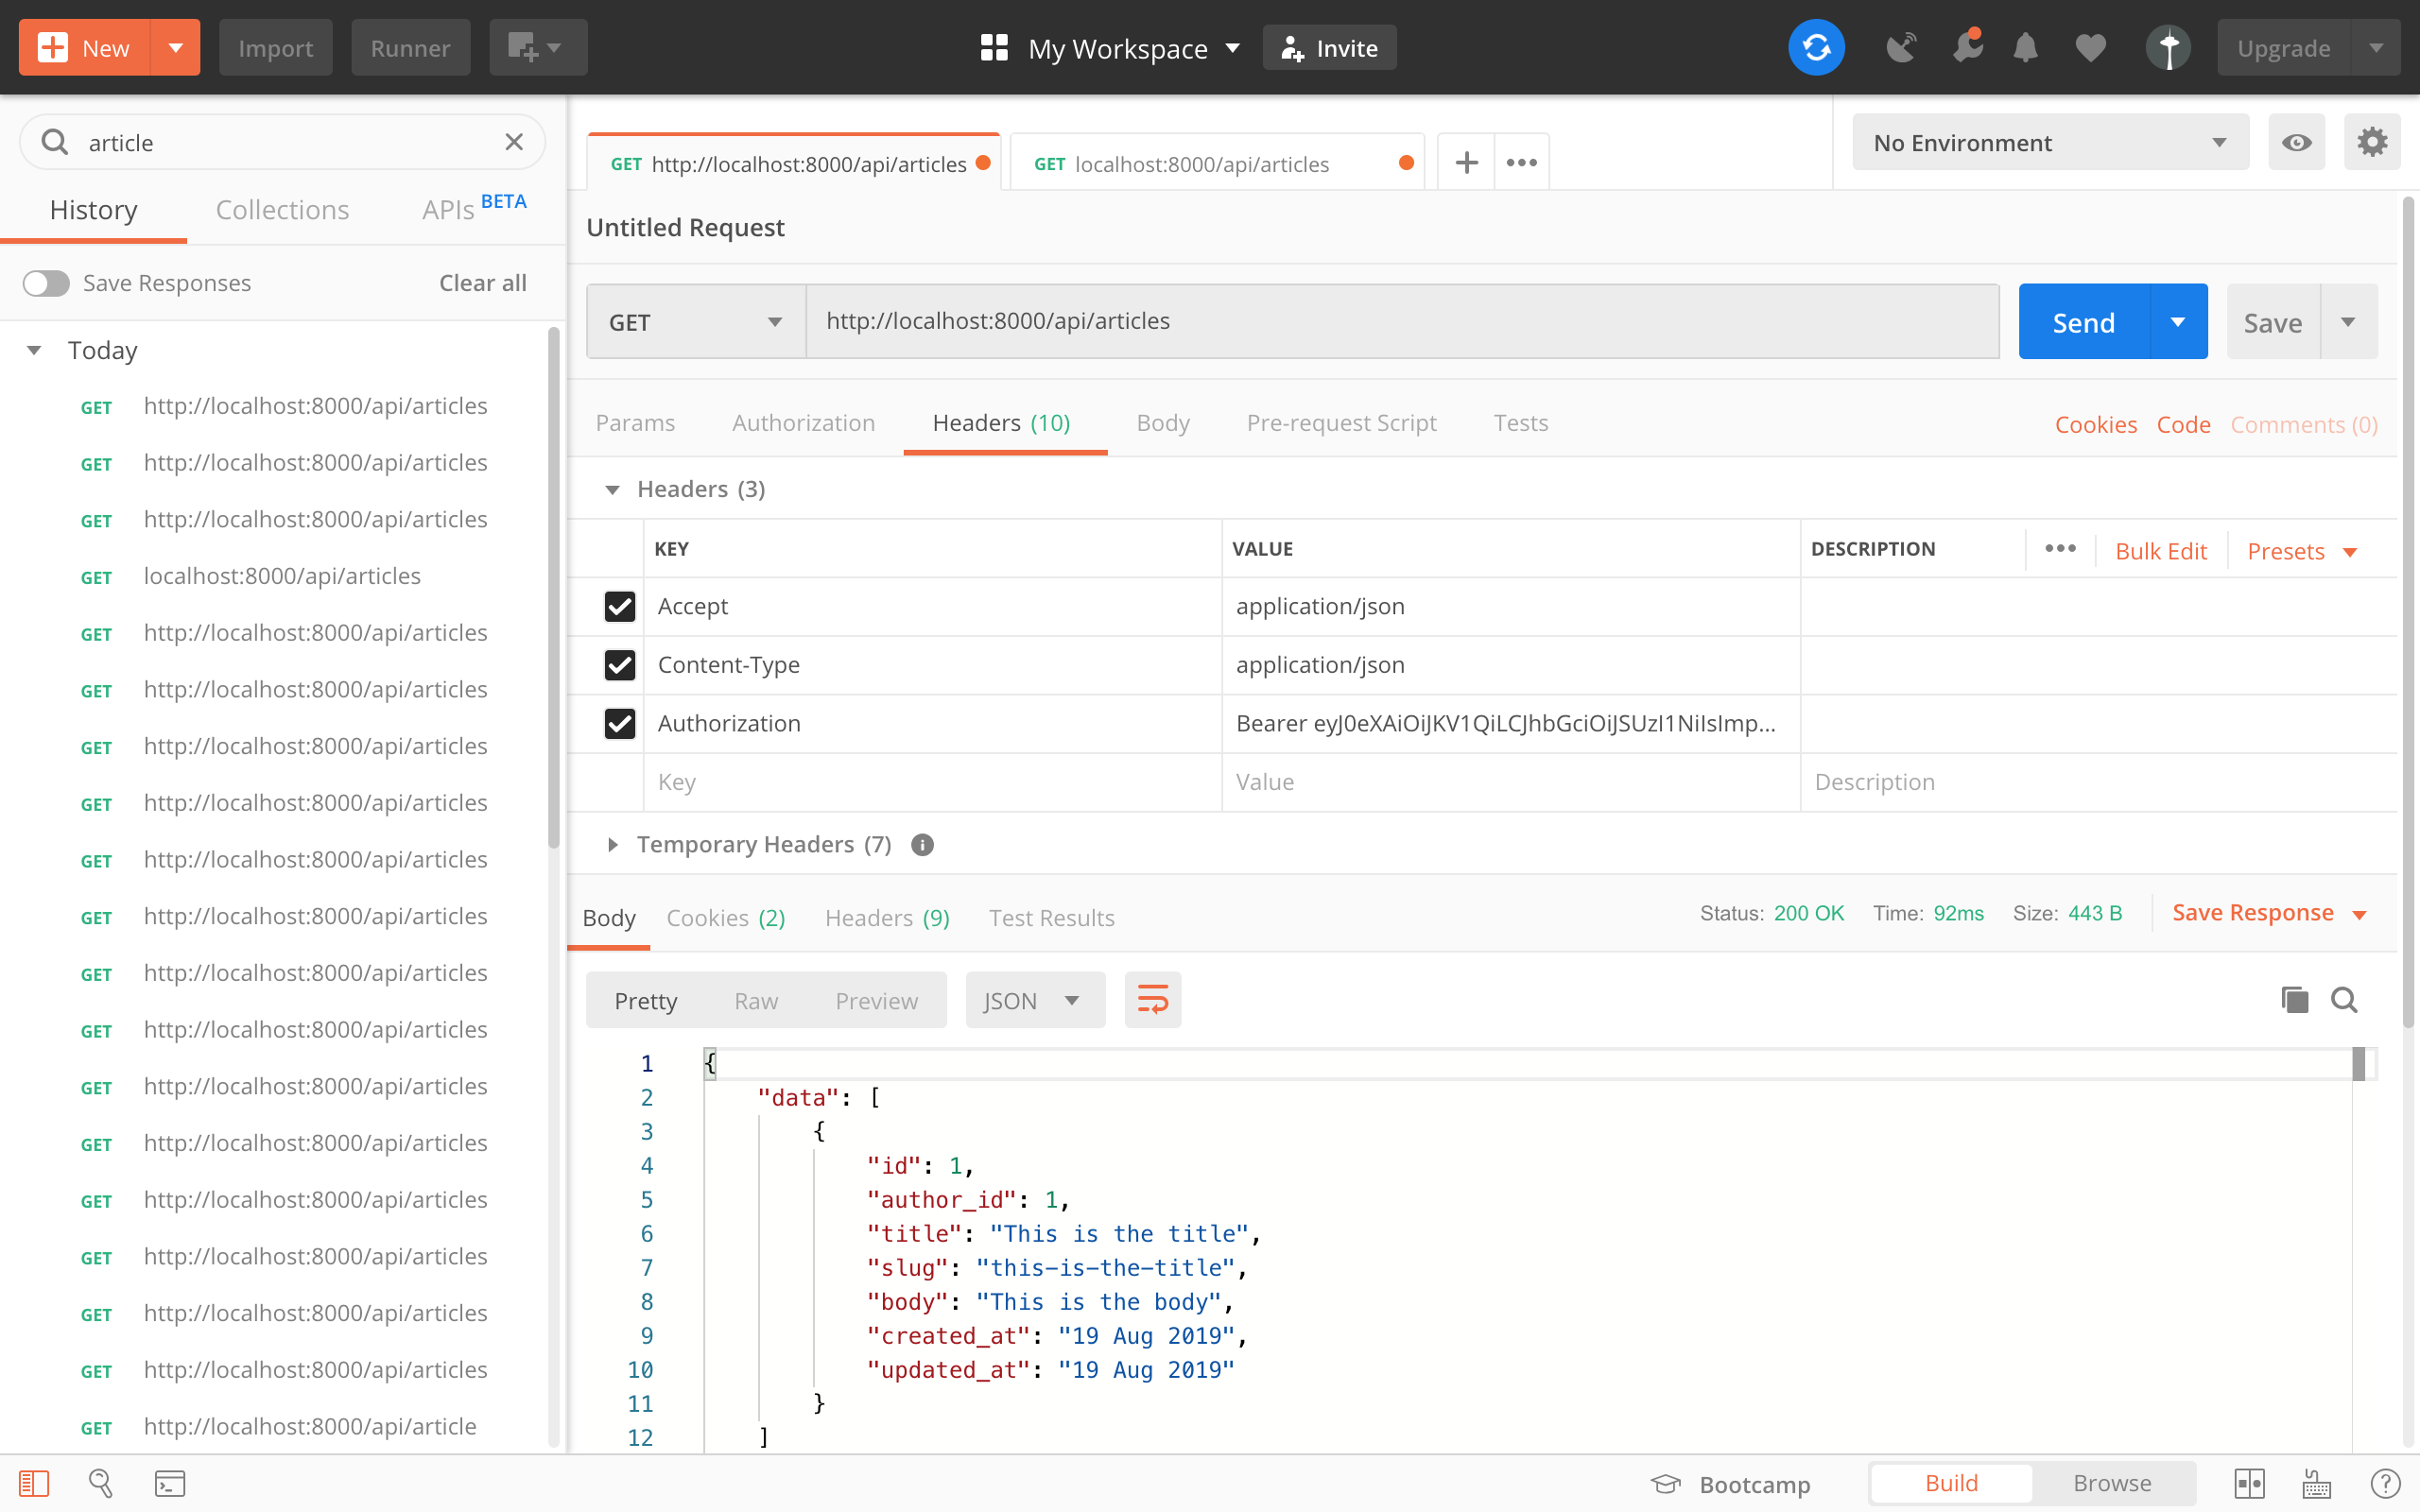 New Import Runner My Workspace Invite Upgrade
article
History Collections APIs BETA
Save Responses Clear all
Today
GET http://localhost:8000/api/articles
GET http://localhost:8000/api/articles
GET http://localhost:8000/api/articles
GET localhost:8000/api/articles
GET http://localhost:8000/api/articles
GET http://localhost:8000/api/articles
GET http://localhost:8000/api/articles
GET http://localhost:8000/api/articles
GET http://localhost:8000/api/articles
GET http://localhost:8000/api/articles
GET http://localhost:8000/api/articles
GET http://localhost:8000/api/articles
GET http://localhost:8000/api/articles
GET http://localhost:8000/api/articles
GET http://localhost:8000/api/articles
GET http://localhost:8000/api/articles
GET http://localhost:8000/api/articles
GET http://localhost:8000/api/articles
GET http://localhost:8000/api/article
GET http://localhost:8000/api/articles GET localhost:8000/api/articles
No Environment
Untitled Request
GET http://localhost:8000/api/articles Send Save
Params Authorization Headers (10) Body Pre-request Script Tests Cookies Code Comments (0)
Headers (3)
KEY VALUE DESCRIPTION Bulk Edit Presets
Accept application/json
Content-Type application/json
Authorization Bearer eyJ0eXAiOiJKV1QiLCJhbGciOiJSUzI1NiIsImp...
Key Value Description
Temporary Headers (7)
Body Cookies (2) Headers (9) Test Results Status: 200 OK Time: 92ms Size: 443 B Save Response
Pretty Raw Preview JSON
1 {
2 "data": [
3 {
4 "id": 1,
5 "author_id": 1,
6 "title": "This is the title",
7 "slug": "this-is-the-title",
8 "body": "This is the body",
9 "created_at": "19 Aug 2019",
10 "updated_at": "19 Aug 2019"
11 }
12 ]
Bootcamp Build Browse